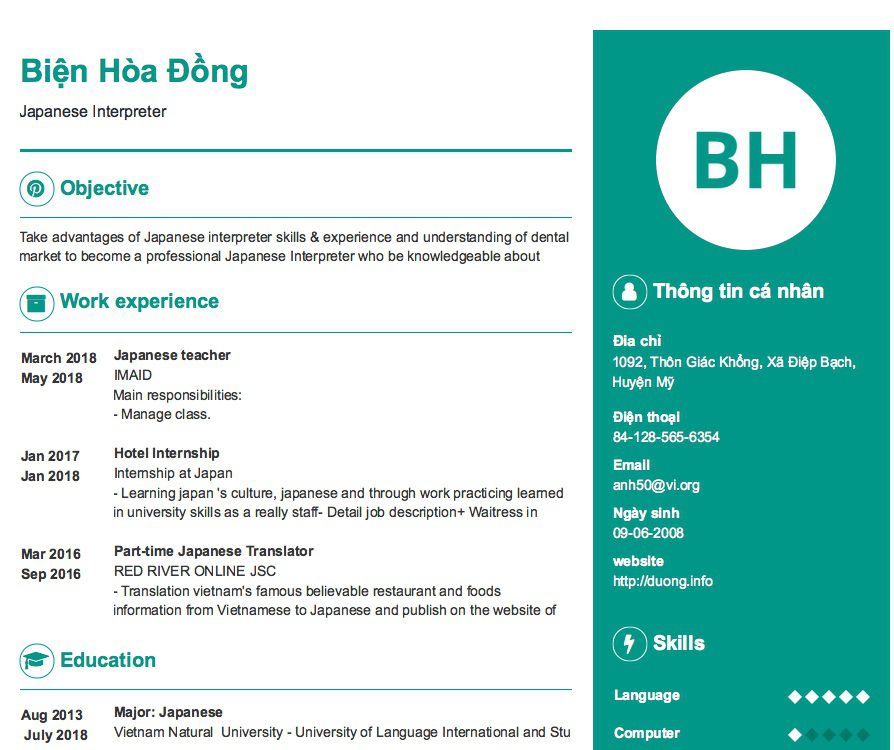 Biện Hòa Đồng
Japanese Interpreter
Objective
Take advantages of Japanese interpreter skills & experience and understanding of dental
market to become a professional Japanese Interpreter who be knowledgeable about
Work experience
March 2018
May 2018
Japanese teacher
IMAID
Main responsibilities:
- Manage class.
Jan 2017
Jan 2018
Hotel Internship
Internship at Japan
- Learning japan 's culture, japanese and through work practicing learned
in university skills as a really staff- Detail job description+ Waitress in
Mar 2016
Sep 2016
Part-time Japanese Translator
RED RIVER ONLINE JSC
- Translation vietnam's famous believable restaurant and foods
information from Vietnamese to Japanese and publish on the website of
Education
Aug 2013
July 2018
Major: Japanese
Vietnam Natural University - University of Language International and Stu
BH
Thông tin cá nhân
Địa chỉ
1092, Thôn Giác Khổng, Xã Điệp Bạch,
Huyện Mỹ
Điện thoại
84-128-565-6354
Email
anh50@vi.org
Ngày sinh
09-06-2008
website
http://duong.info
Skills
Language
Computer